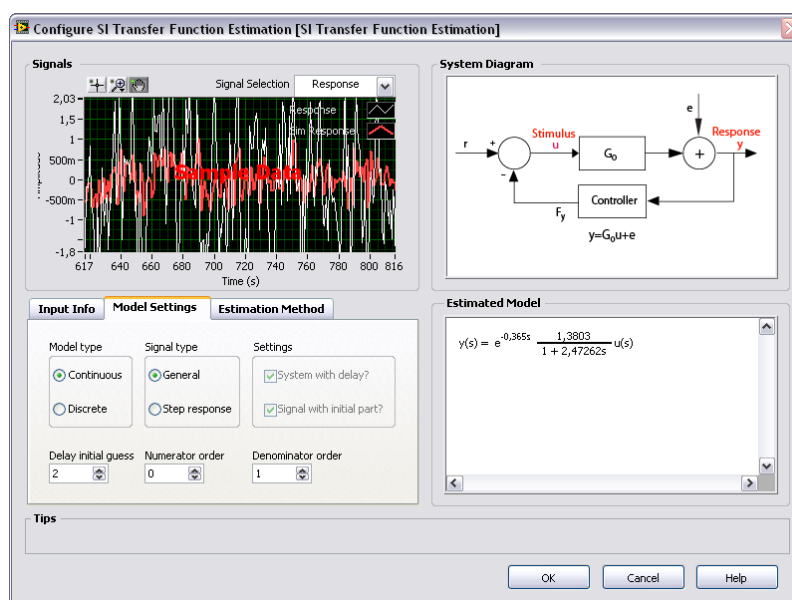 Configure SI Transfer Function Estimation [SI Transfer Function Estimation]
Signals
Signal Selection Response
Response
Sim Response
Sample Data
2,03
1,5
1
500m
0
-500m
-1
-1,8
617 640 660 680 700 720 740 760 780 800 816
Time (s)
System Diagram
e
r
+
-
Stimulus
u
G₀
+
Response
y
Controller
Fy
y=G₀u+e
Input Info Model Settings Estimation Method
Model type
Continuous
Discrete
Signal type
General
Step response
Settings
System with delay?
Signal with initial part?
Delay initial guess Numerator order Denominator order
2 0 1
Estimated Model
y(s) = e^-0,365s 1,3803 / 1 + 2,47262s u(s)
Tips
OK Cancel Help